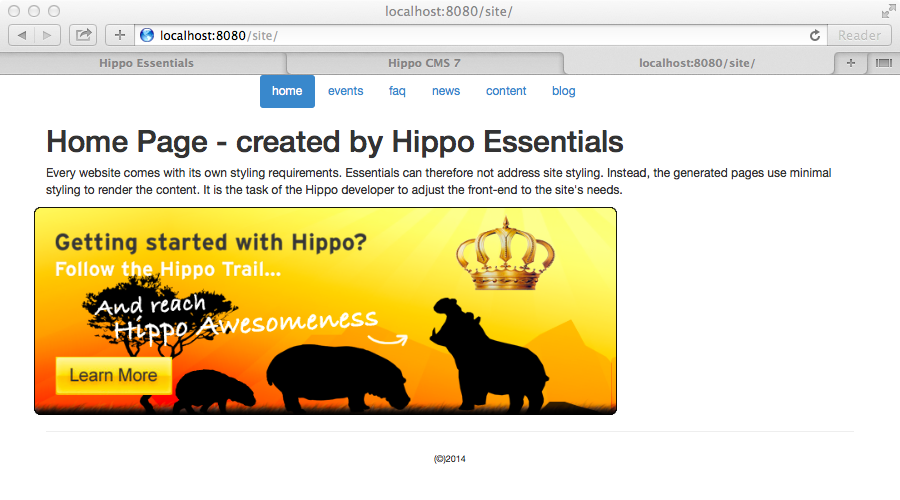 localhost:8080/site/
localhost:8080/site/
Reader
Hippo Essentials
Hippo CMS 7
localhost:8080/site/
home
events
faq
news
content
blog
Home Page - created by Hippo Essentials
Every website comes with its own styling requirements. Essentials can therefore not address site styling. Instead, the generated pages use minimal
styling to render the content. It is the task of the Hippo developer to adjust the front-end to the site's needs.
Getting started with Hippo?
Follow the Hippo Trail...
And reach
Hippo Awesomeness
Learn More
(©)2014